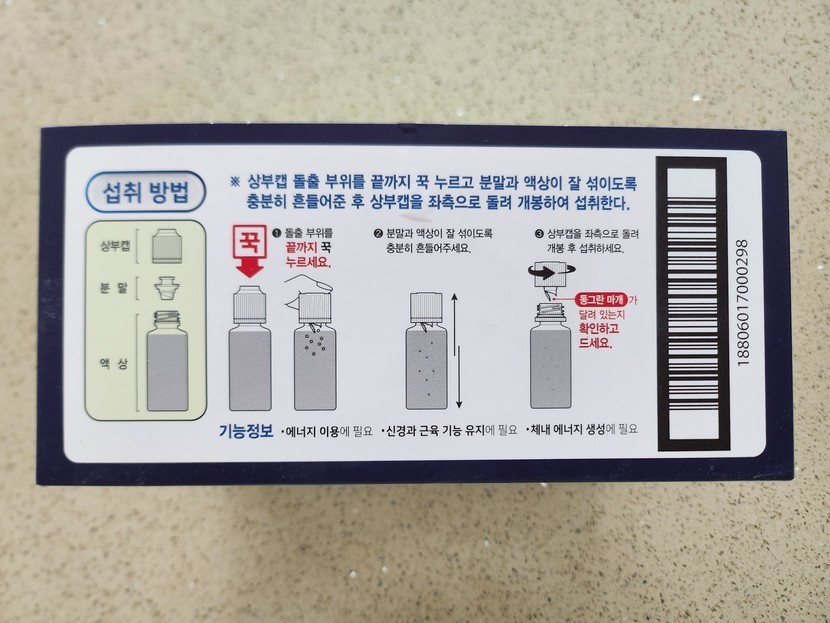 섭취 방법
※ 상부캡 돌출 부위를 끝까지 꾹 누르고 분말과 액상이 잘 섞이도록
충분히 흔들어준 후 상부캡을 좌측으로 돌려 개봉하여 섭취한다.
상부캡
분 말
액 상
꾹
❶ 돌출 부위를
끝까지 꾹
누르세요.
❷ 분말과 액상이 잘 섞이도록
충분히 흔들어주세요.
❸ 상부캡을 좌측으로 돌려
개봉 후 섭취하세요.
동그란 마개가
달려 있는지
확인하고
드세요.
기능정보 •에너지 이용에 필요 •신경과 근육 기능 유지에 필요 •체내 에너지 생성에 필요
18806017000298